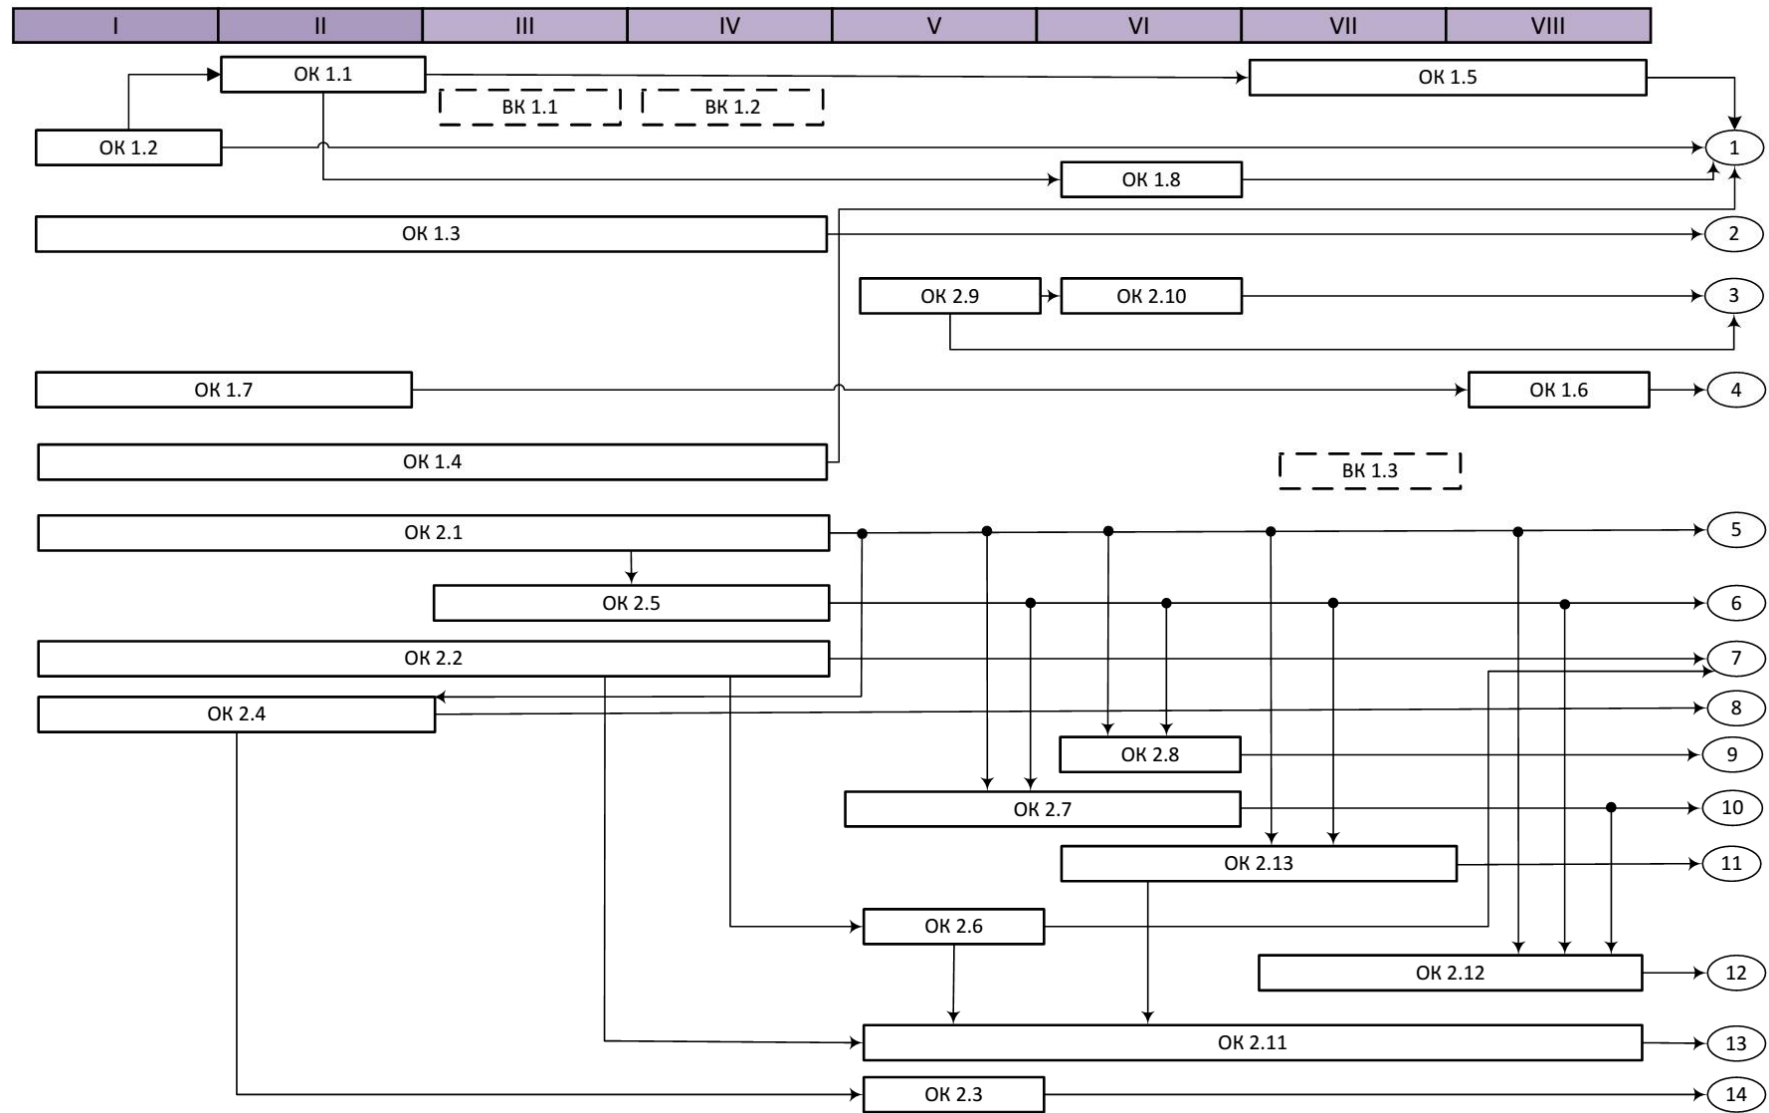 I II III IV V VI VII VIII
ОК 1.1
ОК 1.5
ВК 1.1
ВК 1.2
ОК 1.2
1
ОК 1.8
ОК 1.3
2
ОК 2.9
ОК 2.10
3
ОК 1.7
ОК 1.6
4
ОК 1.4
ВК 1.3
ОК 2.1
5
ОК 2.5
6
ОК 2.2
7
ОК 2.4
8
ОК 2.8
9
ОК 2.7
10
ОК 2.13
11
ОК 2.6
ОК 2.12
12
ОК 2.11
13
ОК 2.3
14